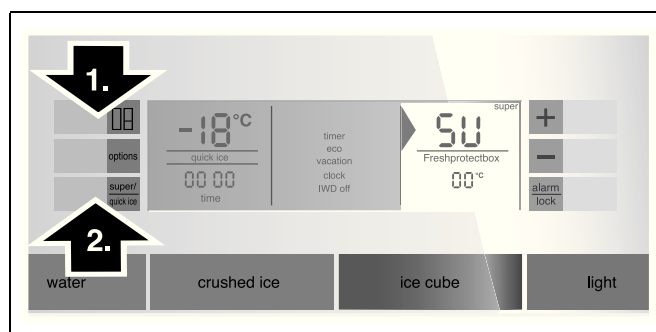 1.
super
-18°C
SU
+
options
quick ice
timer
eco
vacation
clock
IWD off
Freshprotectbox
−
00 00
00°C
super/
quick ice
time
alarm
lock
2.
water
crushed ice
ice cube
light